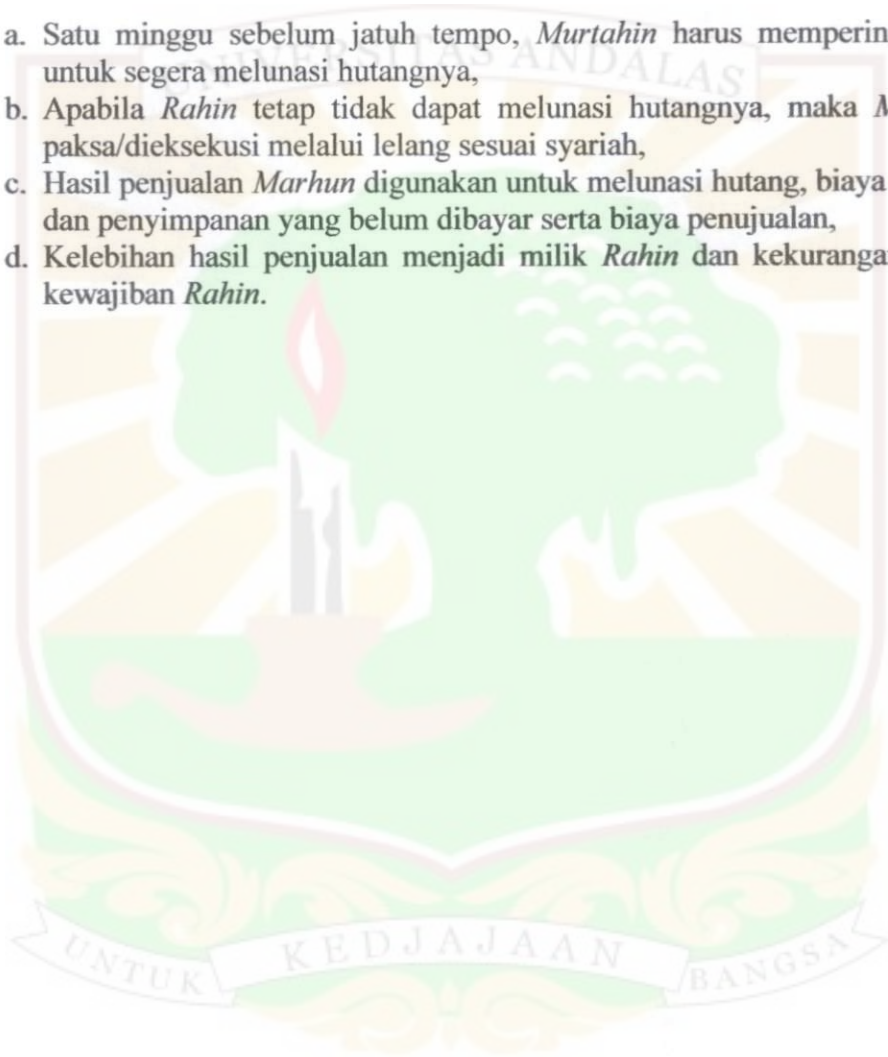 a. Satu minggu sebelum jatuh tempo, Murtahin harus memperin
untuk segera melunasi hutangnya,
b. Apabila Rahin tetap tidak dapat melunasi hutangnya, maka
paksa/dieksekusi melalui lelang sesuai syariah,
c. Hasil penjualan Marhun digunakan untuk melunasi hutang, biaya
dan penyimpanan yang belum dibayar serta biaya penujualan,
d. Kelebihan hasil penjualan menjadi milik Rahin dan kekuranga
kewajiban Rahin.
UNIVERSITAS ANDALAS
UNTUK KEDJAJAAN BANGSA